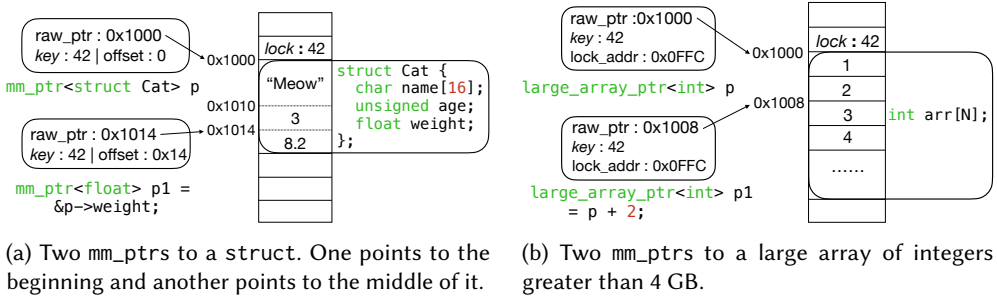 raw_ptr : 0x1000
key : 42 | offset : 0
mm_ptr<struct Cat> p
raw_ptr : 0x1014
key : 42 | offset : 0x14
mm_ptr<float> p1 =
&p->weight;
0x1000
0x1010
0x1014
lock : 42
“Meow”
3
8.2
struct Cat {
char name[16];
unsigned age;
float weight;
};
(a) Two mm_ptrs to a struct. One points to the
beginning and another points to the middle of it.
raw_ptr :0x1000
key : 42
lock_addr : 0x0FFC
large_array_ptr<int> p
raw_ptr : 0x1008
key : 42
lock_addr : 0x0FFC
large_array_ptr<int> p1
= p + 2;
0x1000
0x1008
lock : 42
1
2
3
4
......
int arr[N];
(b) Two mm_ptrs to a large array of integers
greater than 4 GB.